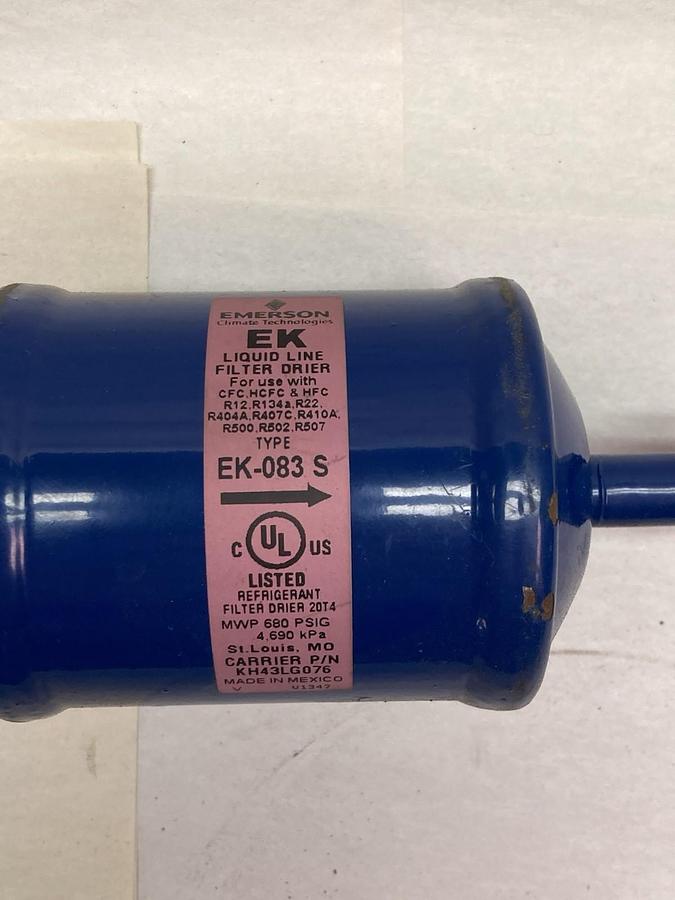 EMERSON
Climate Technologies
EK
LIQUID LINE
FILTER DRIER
For use with
CFC, HCFC & HFC
R12, R134a, R22,
R404A, R407C, R410A,
R500, R502, R507
TYPE
EK-083 S
C UL US
LISTED
REFRIGERANT
FILTER DRIER 20T4
MWP 680 PSIG
4,690 kPa
St.Louis, MO
CARRIER P/N
KH43LG076
MADE IN MEXICO
V U1347